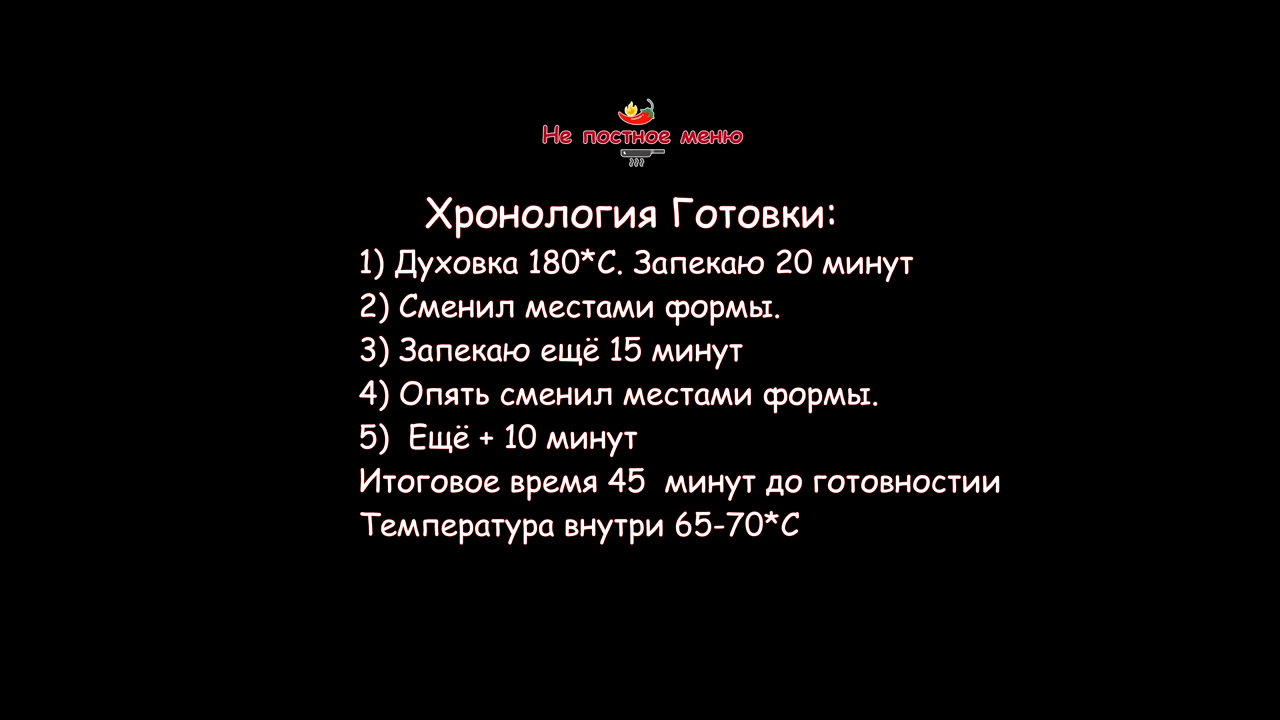 Не постное меню
Хронология Готовки:
1) Духовка 180*С. Запекаю 20 минут
2) Сменил местами формы.
3) Запекаю ещё 15 минут
4) Опять сменил местами формы.
5)  Ещё + 10 минут
Итоговое время 45  минут до готовностии
Температура внутри 65-70*С